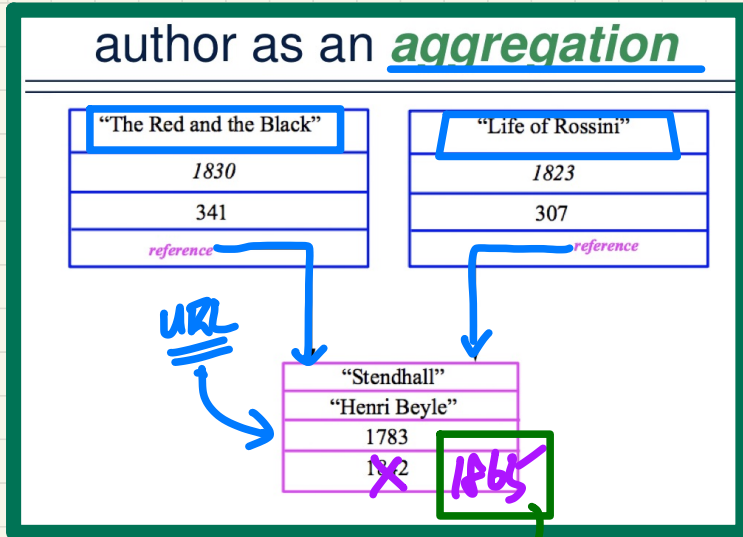 author as an aggregation
“The Red and the Black”
1830
341
reference
“Life of Rossini”
1823
307
reference
URL
“Stendhall”
“Henri Beyle”
1783
1842
1865